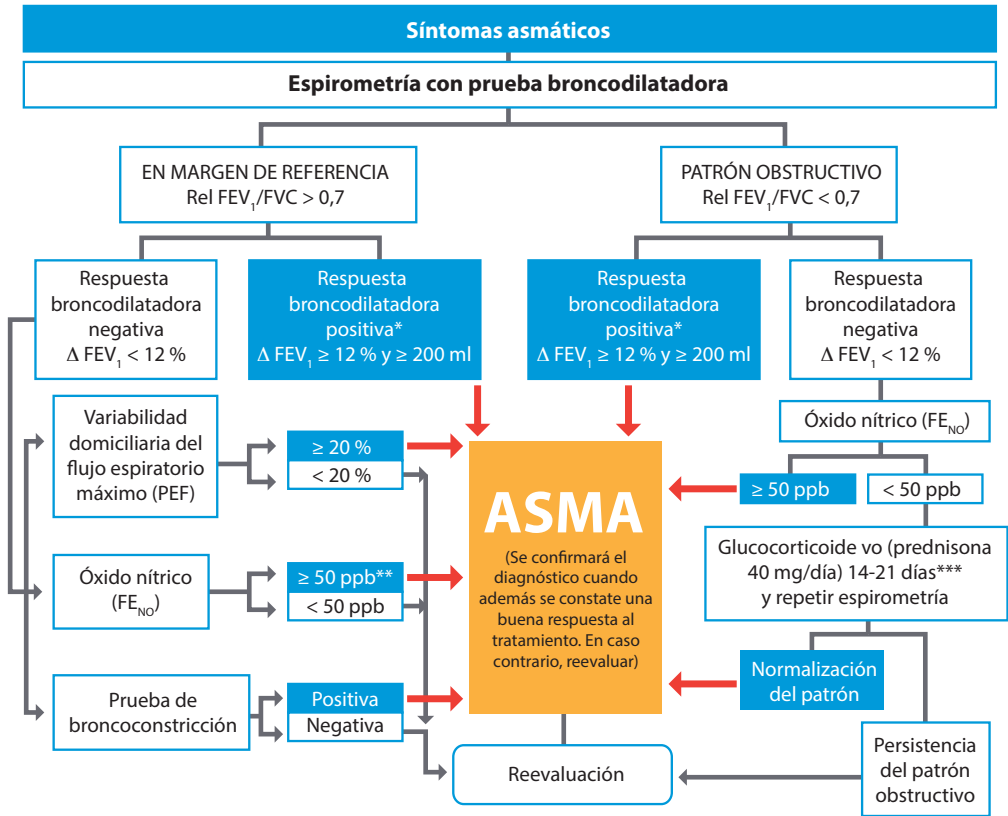 Síntomas asmáticos
Espirometría con prueba broncodilatadora
EN MARGEN DE REFERENCIA
Rel FEV₁/FVC > 0,7
PATRÓN OBSTRUCTIVO
Rel FEV₁/FVC < 0,7
Respuesta
broncodilatadora
negativa
Δ FEV₁ < 12 %
Respuesta
broncodilatadora
positiva*
Δ FEV₁ ≥ 12 % y ≥ 200 ml
Respuesta
broncodilatadora
positiva*
Δ FEV₁ ≥ 12 % y ≥ 200 ml
Respuesta
broncodilatadora
negativa
Δ FEV₁ < 12 %
Variabilidad
domiciliaria del
flujo espiratorio
máximo (PEF)
≥ 20 %
< 20 %
Óxido nítrico
(FE_NO)
≥ 50 ppb**
< 50 ppb
Prueba de
broncoconstricción
Positiva
Negativa
ASMA
(Se confirmará el
diagnóstico cuando
además se constate una
buena respuesta al
tratamiento. En caso
contrario, reevaluar)
Reevaluación
Óxido nítrico (FE_NO)
≥ 50 ppb
< 50 ppb
Glucocorticoide vo (prednisona
40 mg/día) 14-21 días***
y repetir espirometría
Normalización
del patrón
Persistencia
del patrón
obstructivo